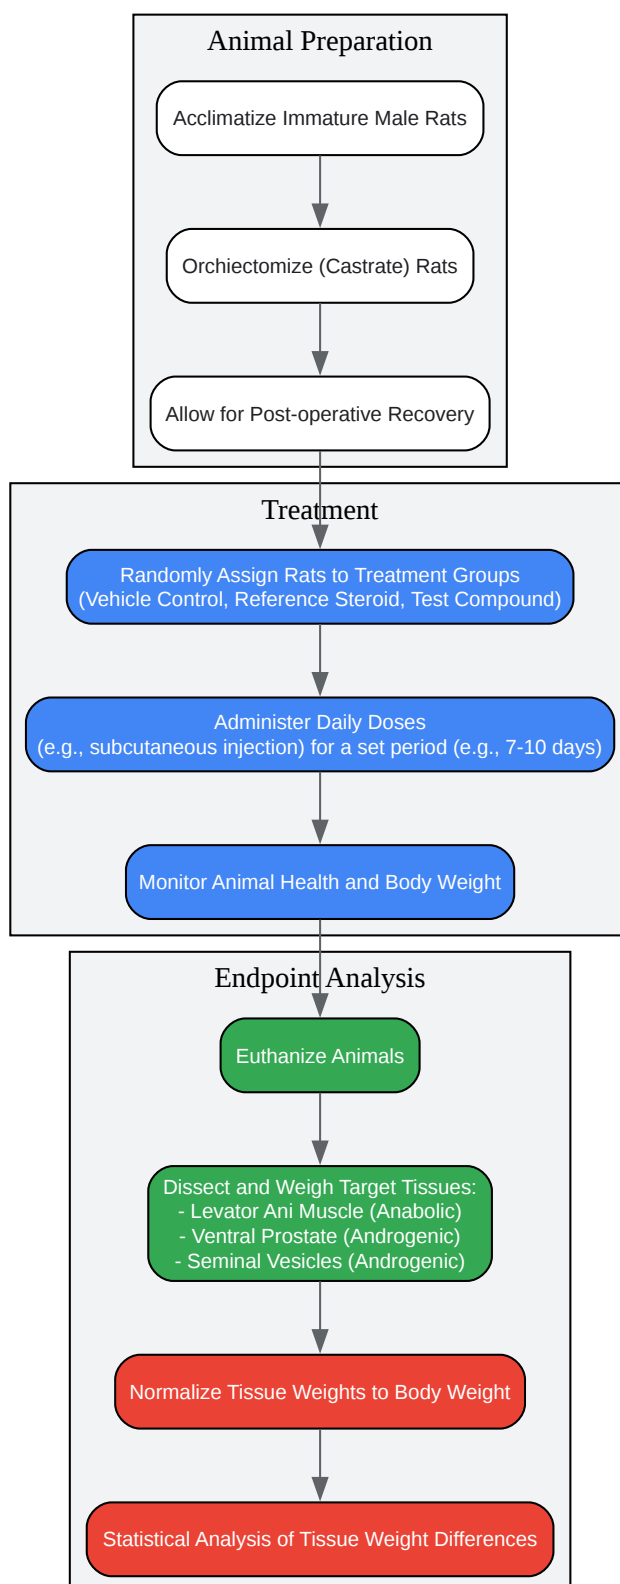 Animal Preparation
Acclimatize Immature Male Rats
Orchiectomize (Castrate) Rats
Allow for Post-operative Recovery
Treatment
Randomly Assign Rats to Treatment Groups
(Vehicle Control, Reference Steroid, Test Compound)
Administer Daily Doses
(e.g., subcutaneous injection) for a set period (e.g., 7-10 days)
Monitor Animal Health and Body Weight
Endpoint Analysis
Euthanize Animals
Dissect and Weigh Target Tissues:
- Levator Ani Muscle (Anabolic)
- Ventral Prostate (Androgenic)
- Seminal Vesicles (Androgenic)
Normalize Tissue Weights to Body Weight
Statistical Analysis of Tissue Weight Differences